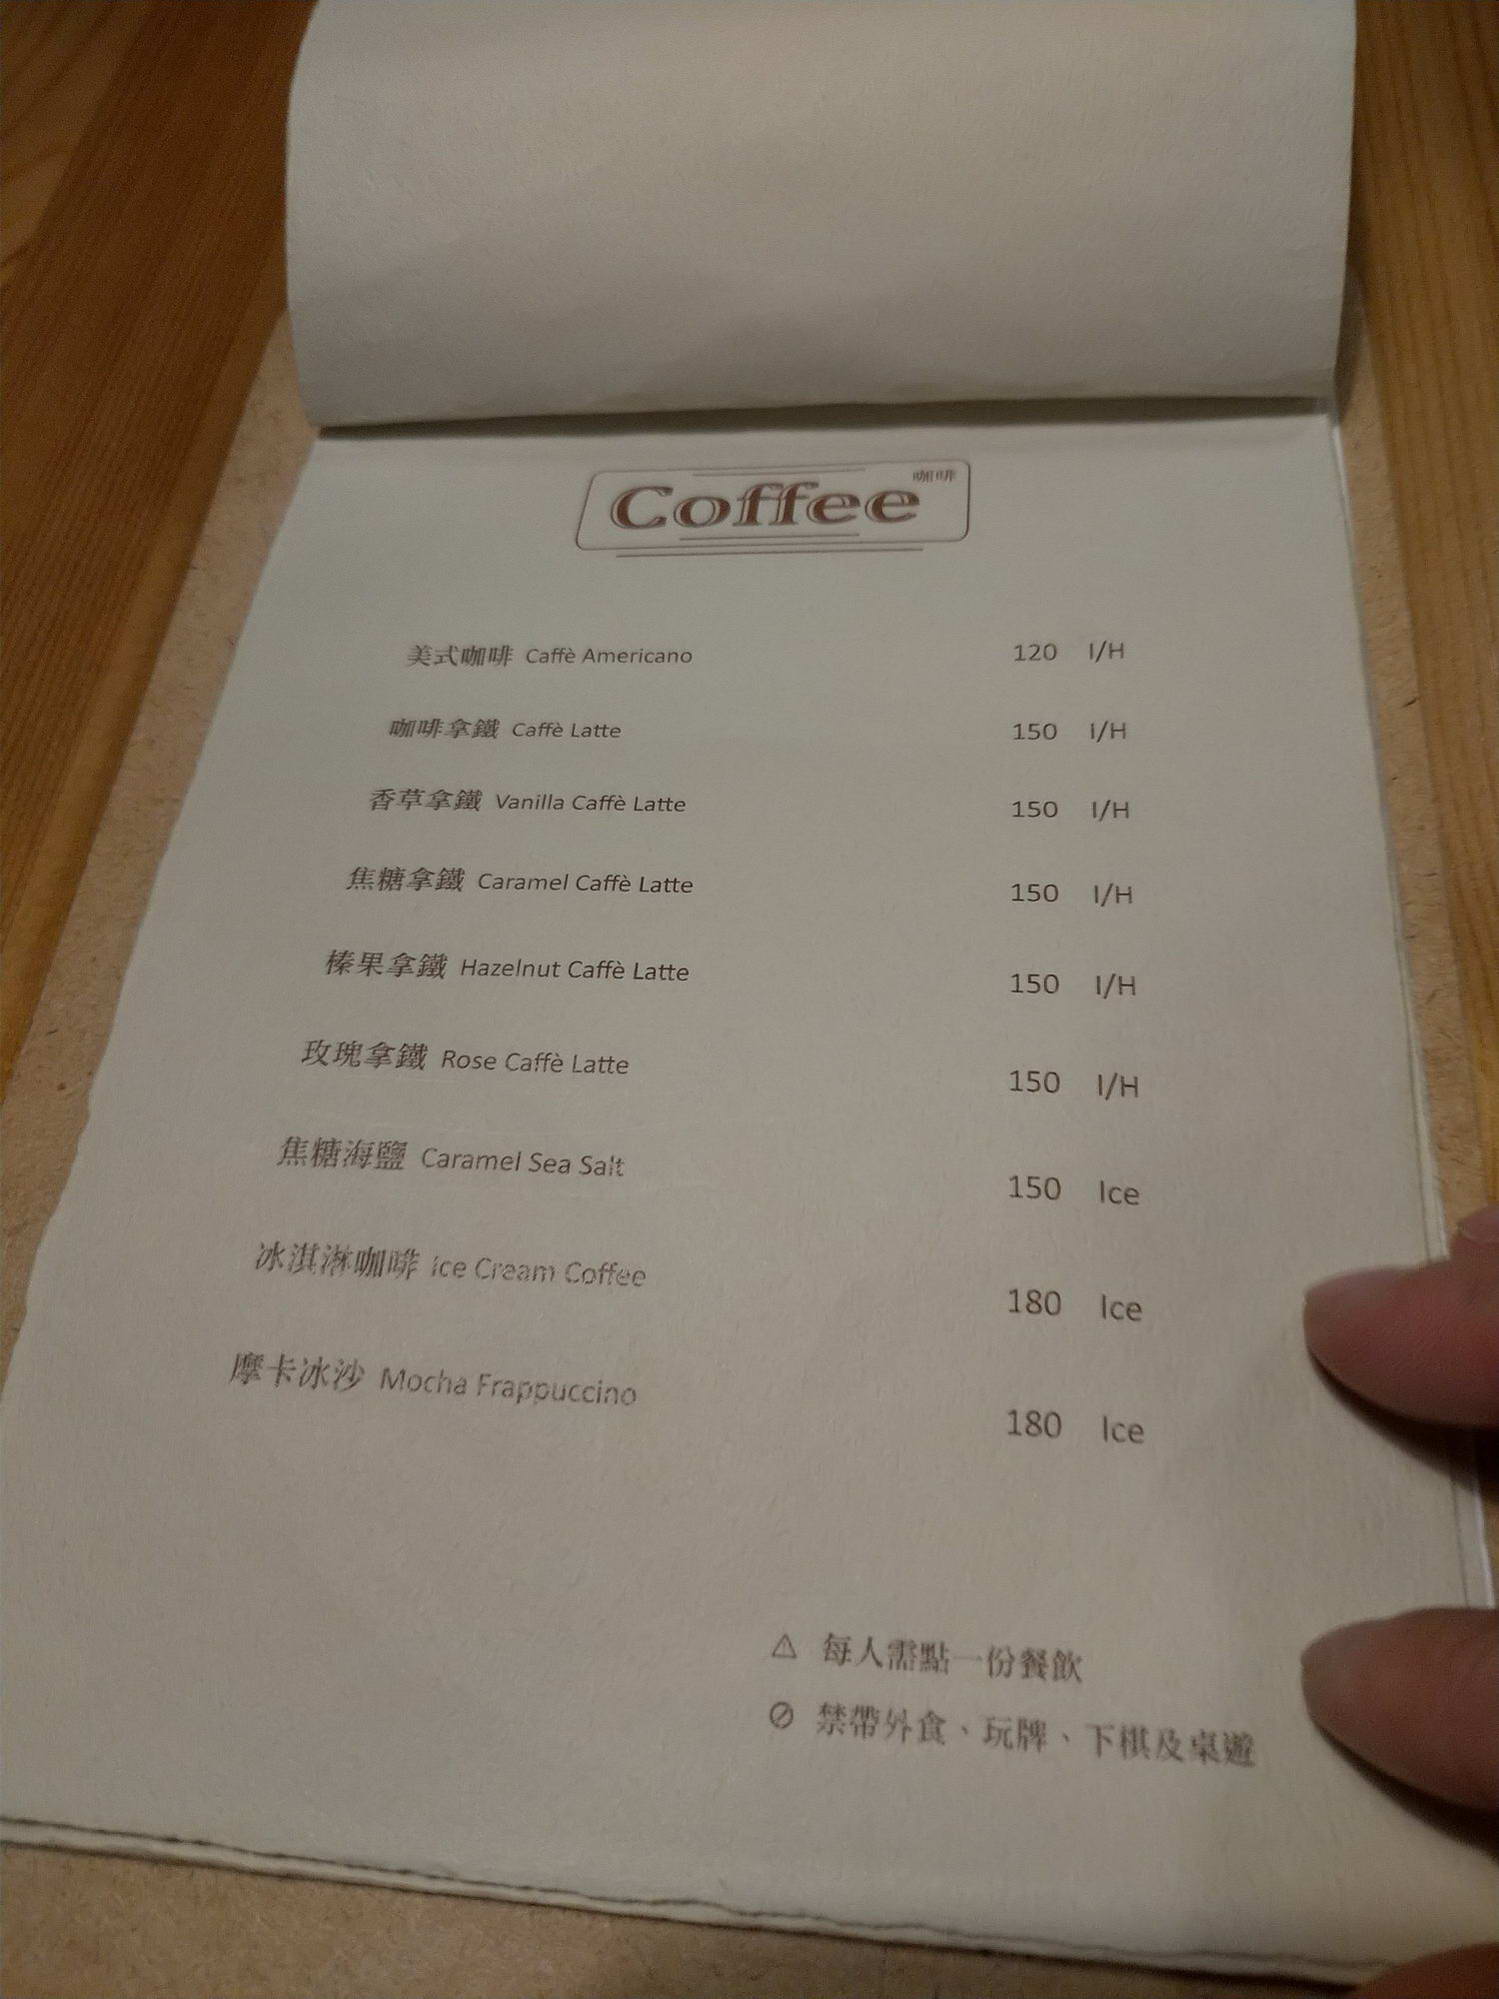 Coffee 咖啡
美式咖啡 Caffè Americano 120 I/H
咖啡拿鐵 Caffè Latte 150 I/H
香草拿鐵 Vanilla Caffè Latte 150 I/H
焦糖拿鐵 Caramel Caffè Latte 150 I/H
榛果拿鐵 Hazelnut Caffè Latte 150 I/H
玫瑰拿鐵 Rose Caffè Latte 150 I/H
焦糖海鹽 Caramel Sea Salt 150 Ice
冰淇淋咖啡 Ice Cream Coffee 180 Ice
摩卡冰沙 Mocha Frappuccino 180 Ice
⚠ 每人需點一份餐飲
⊘ 禁帶外食、玩牌、下棋及桌遊